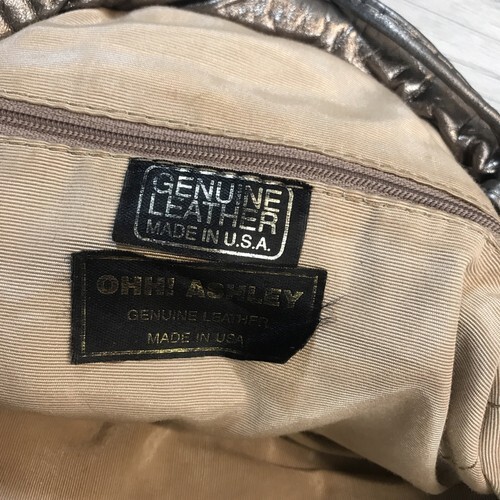 GENUINE
LEATHER
MADE IN U.S.A.
OHH! ASHLEY
GENUINE LEATHER
MADE IN USA